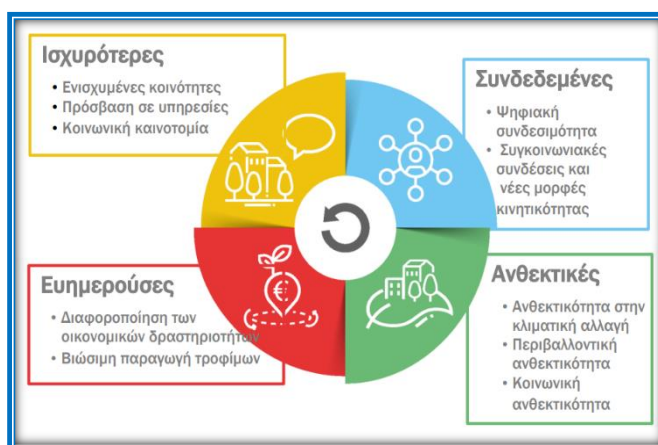 Ισχυρότερες
• Ενισχυμένες κοινότητες
• Πρόσβαση σε υπηρεσίες
• Κοινωνική καινοτομία
Συνδεδεμένες
• Ψηφιακή
συνδεσιμότητα
• Συγκοινωνιακές
συνδέσεις και
νέες μορφές
κινητικότητας
Ευημερούσες
• Διαφοροποίηση των
οικονομικών δραστηριοτήτων
• Βιώσιμη παραγωγή τροφίμων
€
Ανθεκτικές
• Ανθεκτικότητα στην
κλιματική αλλαγή
• Περιβαλλοντική
ανθεκτικότητα
• Κοινωνική
ανθεκτικότητα